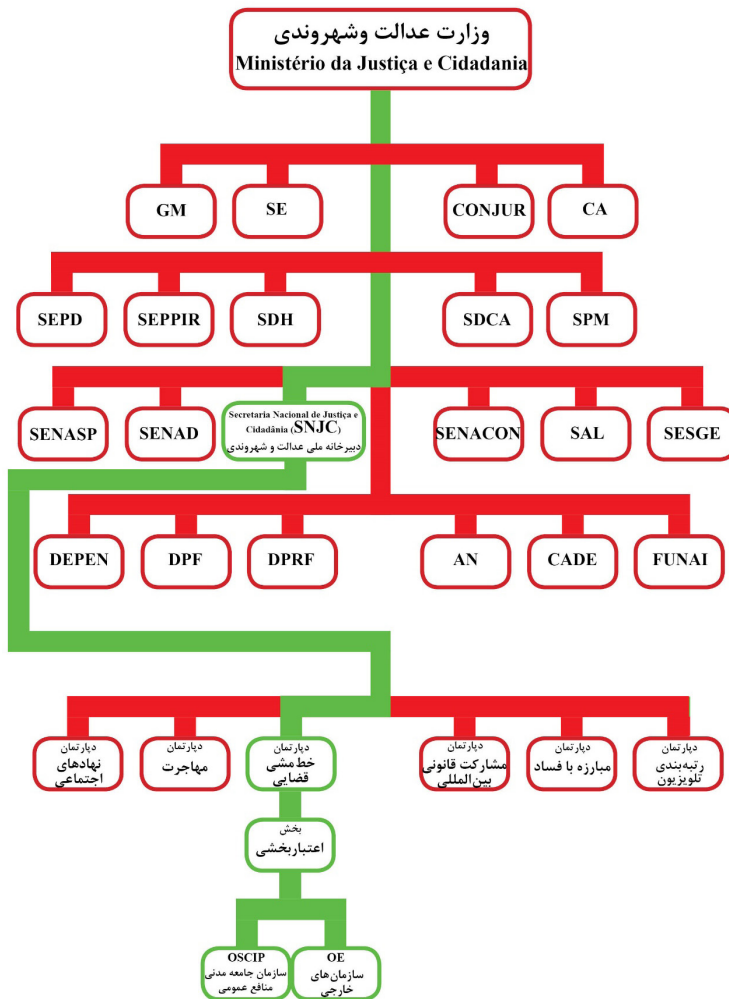 وزارت عدالت وشهروندی
Ministério da Justiça e Cidadania
GM
SE
CONJUR
CA
SEPD
SEPPIR
SDH
SDCA
SPM
SENASP
SENAD
Secretaria Nacional de Justiça e
Cidadânia (SNJC)
دبیرخانه ملی عدالت و شهروندی
SENACON
SAL
SESGE
DEPEN
DPF
DPRF
AN
CADE
FUNAI
دپارتمان
نهادهای
اجتماعی
دپارتمان
مهاجرت
دپارتمان
خط‌مشی
قضایی
دپارتمان
مشارکت قانونی
بین‌المللی
دپارتمان
مبارزه با فساد
دپارتمان
رتبه‌بندی
تلویزیون
بخش
اعتباربخشی
OSCIP
سازمان جامعه مدنی
منافع عمومی
OE
سازمان‌های
خارجی